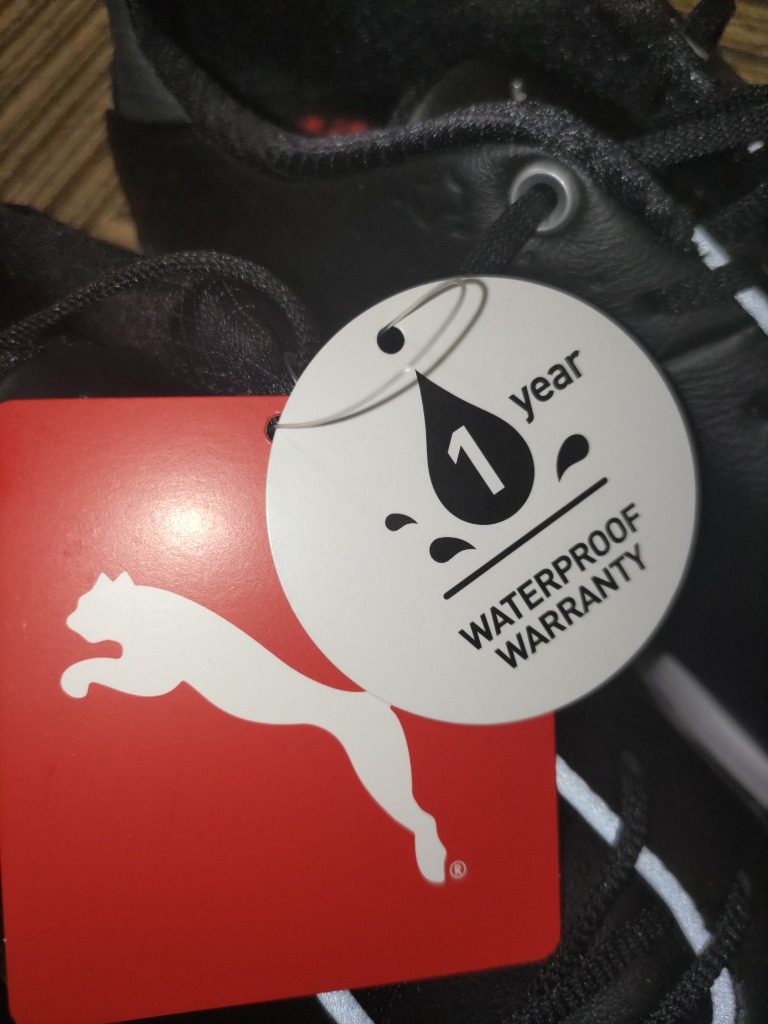 1 year
WATERPROOF
WARRANTY
®